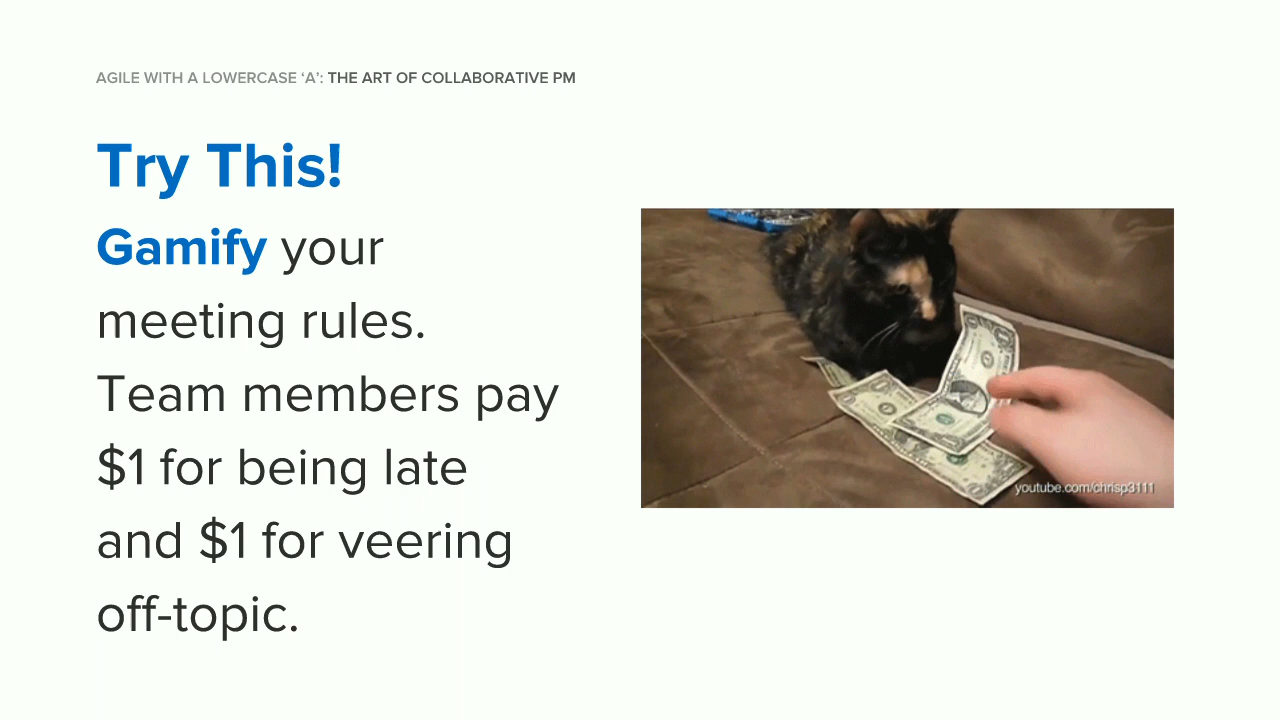 AGILE WITH A LOWERCASE ‘A’: THE ART OF COLLABORATIVE PM
Try This!
Gamify your
meeting rules.
Team members pay
$1 for being late
and $1 for veering
off-topic.
youtube.com/chrisp3111